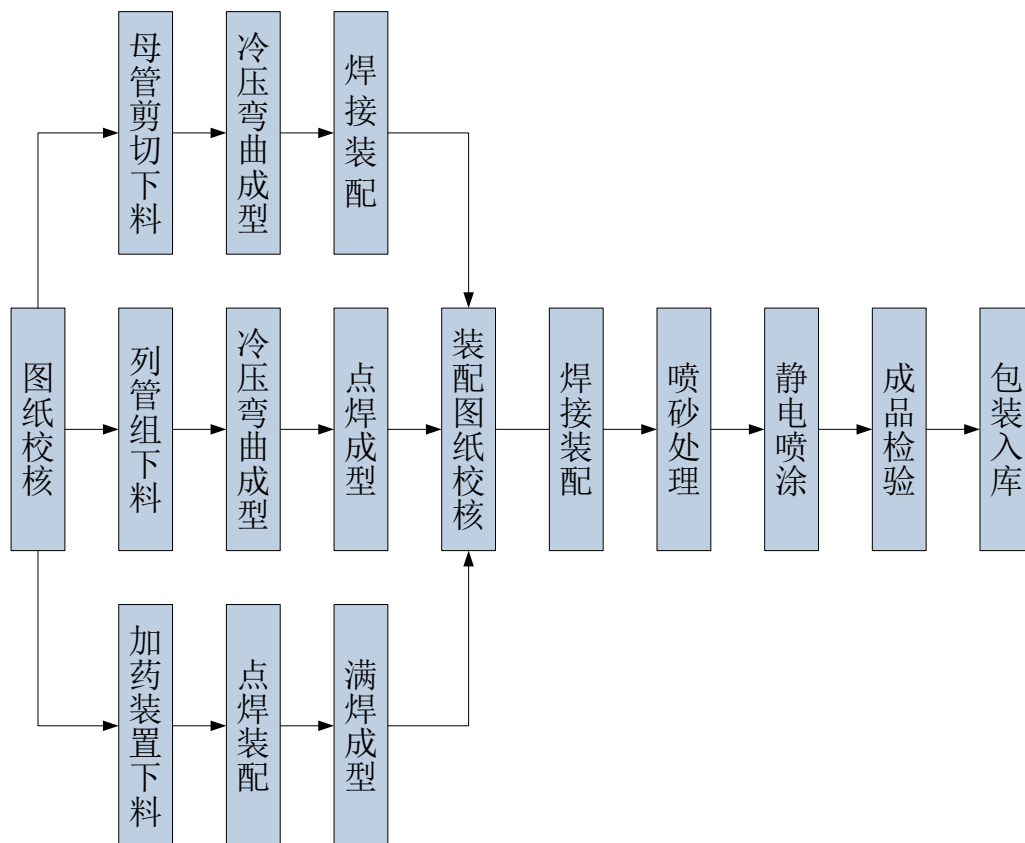 母管剪切下料
冷压弯曲成型
焊接装配
图纸校核
列管组下料
冷压弯曲成型
点焊成型
装配图纸校核
焊接装配
喷砂处理
静电喷涂
成品检验
包装入库
加药装置下料
点焊装配
满焊成型